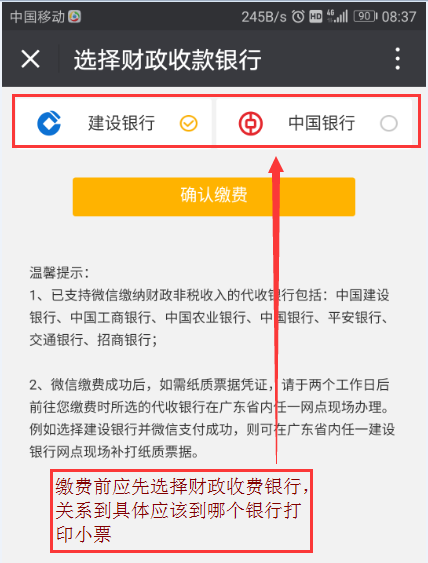 中国移动 245B/s HD 4G 90 08:37
选择财政收款银行
建设银行 中国银行
确认缴费
温馨提示：
1、已支持微信缴纳财政非税收入的代收银行包括：中国建设
银行、中国工商银行、中国农业银行、中国银行、平安银行、
交通银行、招商银行；
2、微信缴费成功后，如需纸质票据凭证，请于两个工作日后
前往您缴费时所选的代收银行在广东省内任一网点现场办理。
例如选择建设银行并微信支付成功，则可在广东省内任一建设
银行网点现场补打纸质票据。
缴费前应先选择财政收费银行，
关系到具体应该到哪个银行打
印小票